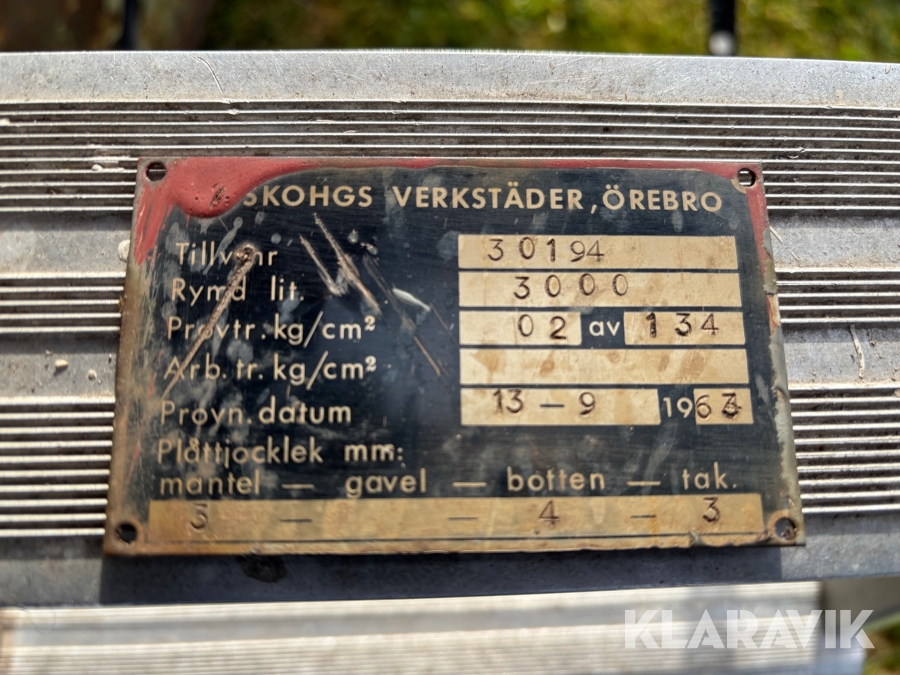 SKOHGS VERKSTÄDER, ÖREBRO
Tillv. nr 30194
Rymd lit. 3000
Provtr. kg/cm² 02 av 134
Arb. tr. kg/cm²
Provn. datum 13 – 9 1963
Plåttjocklek mm:
mantel — gavel — botten — tak.
3 – – 4 – 3
KLARAVIK